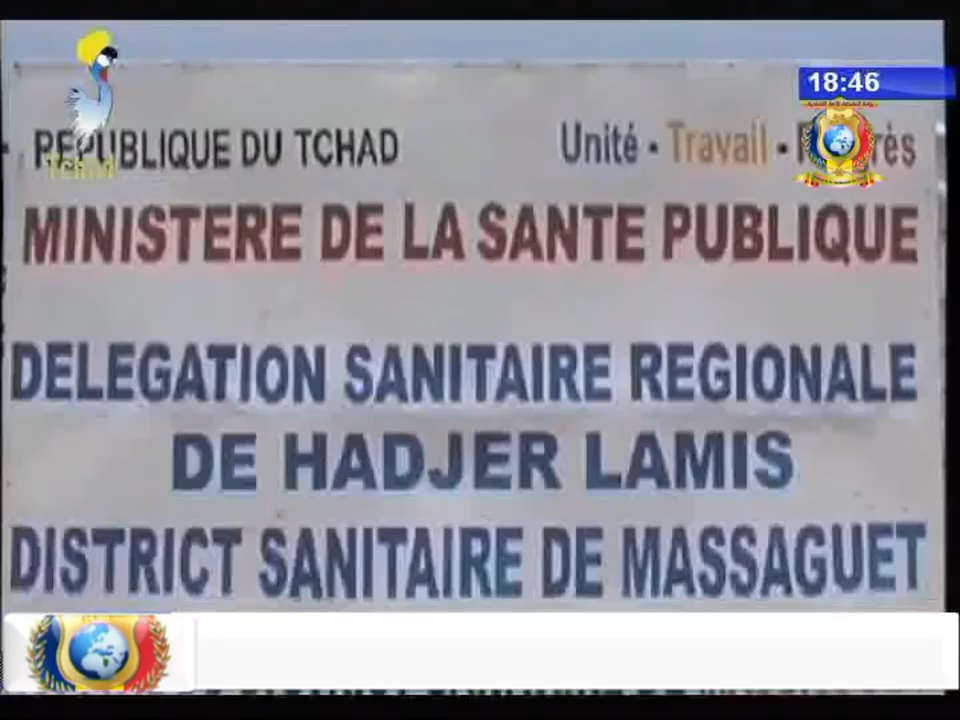 18:46
REPUBLIQUE DU TCHAD
Unité - Travail -
Tchad
MINISTERE DE LA SANTE PUBLIQUE
DELEGATION SANITAIRE REGIONALE
DE HADJER LAMIS
DISTRICT SANITAIRE DE MASSAGUET